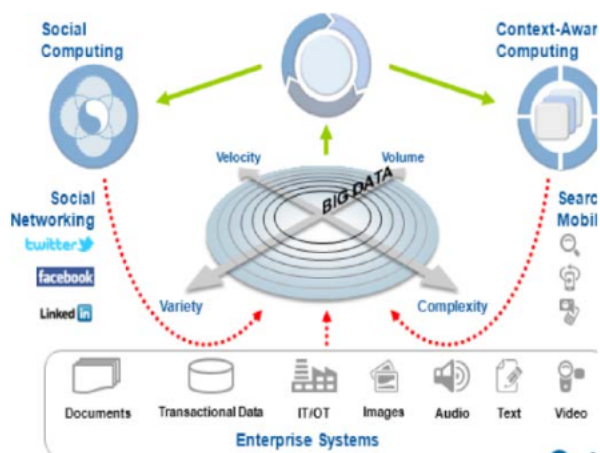 Social
Computing
Context-Awar
Computing
Velocity
Volume
BIG DATA
Social
Networking
twitter
facebook
Linked in
Searc
Mobil
Variety
Complexity
Documents
Transactional Data
IT/OT
Images
Audio
Text
Video
Enterprise Systems